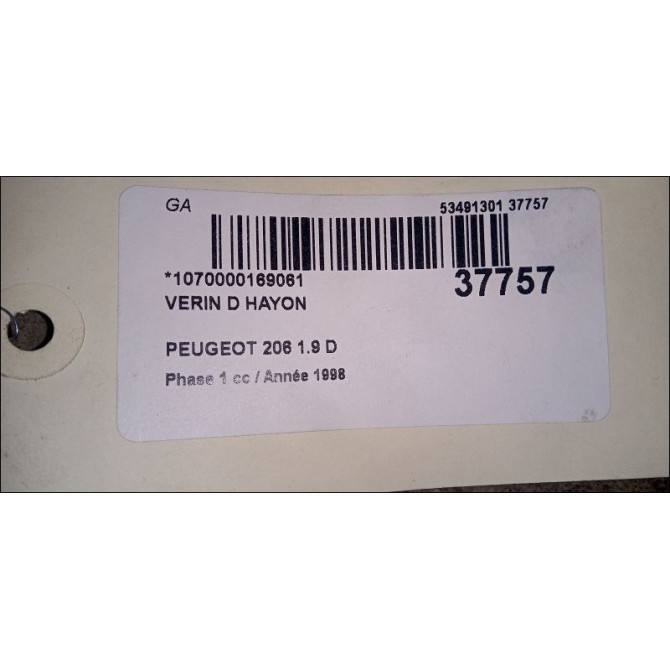 GA
53491301 37757
*1070000169061
37757
VERIN D HAYON
PEUGEOT 206 1.9 D
Phase 1 cc / Année 1998